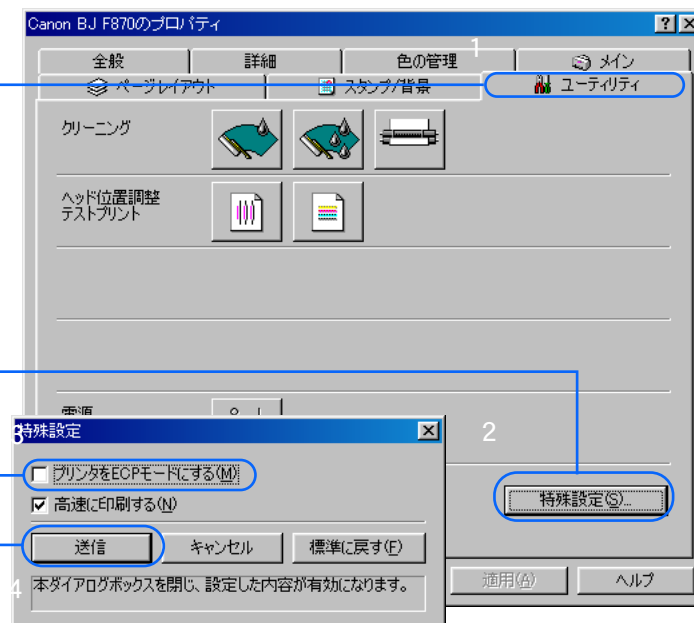 Canon BJ F870のプロパティ
全般 詳細 色の管理 1 メイン
ページレイアウト スタンプ/背景 ユーティリティ
クリーニング
ヘッド位置調整
テストプリント
電源
3 特殊設定
2
プリンタをECPモードにする(M)
高速に印刷する(N)
特殊設定(S)...
送信 キャンセル 標準に戻す(F)
4 本ダイアログボックスを閉じ、設定した内容が有効になります。
適用(A) ヘルプ